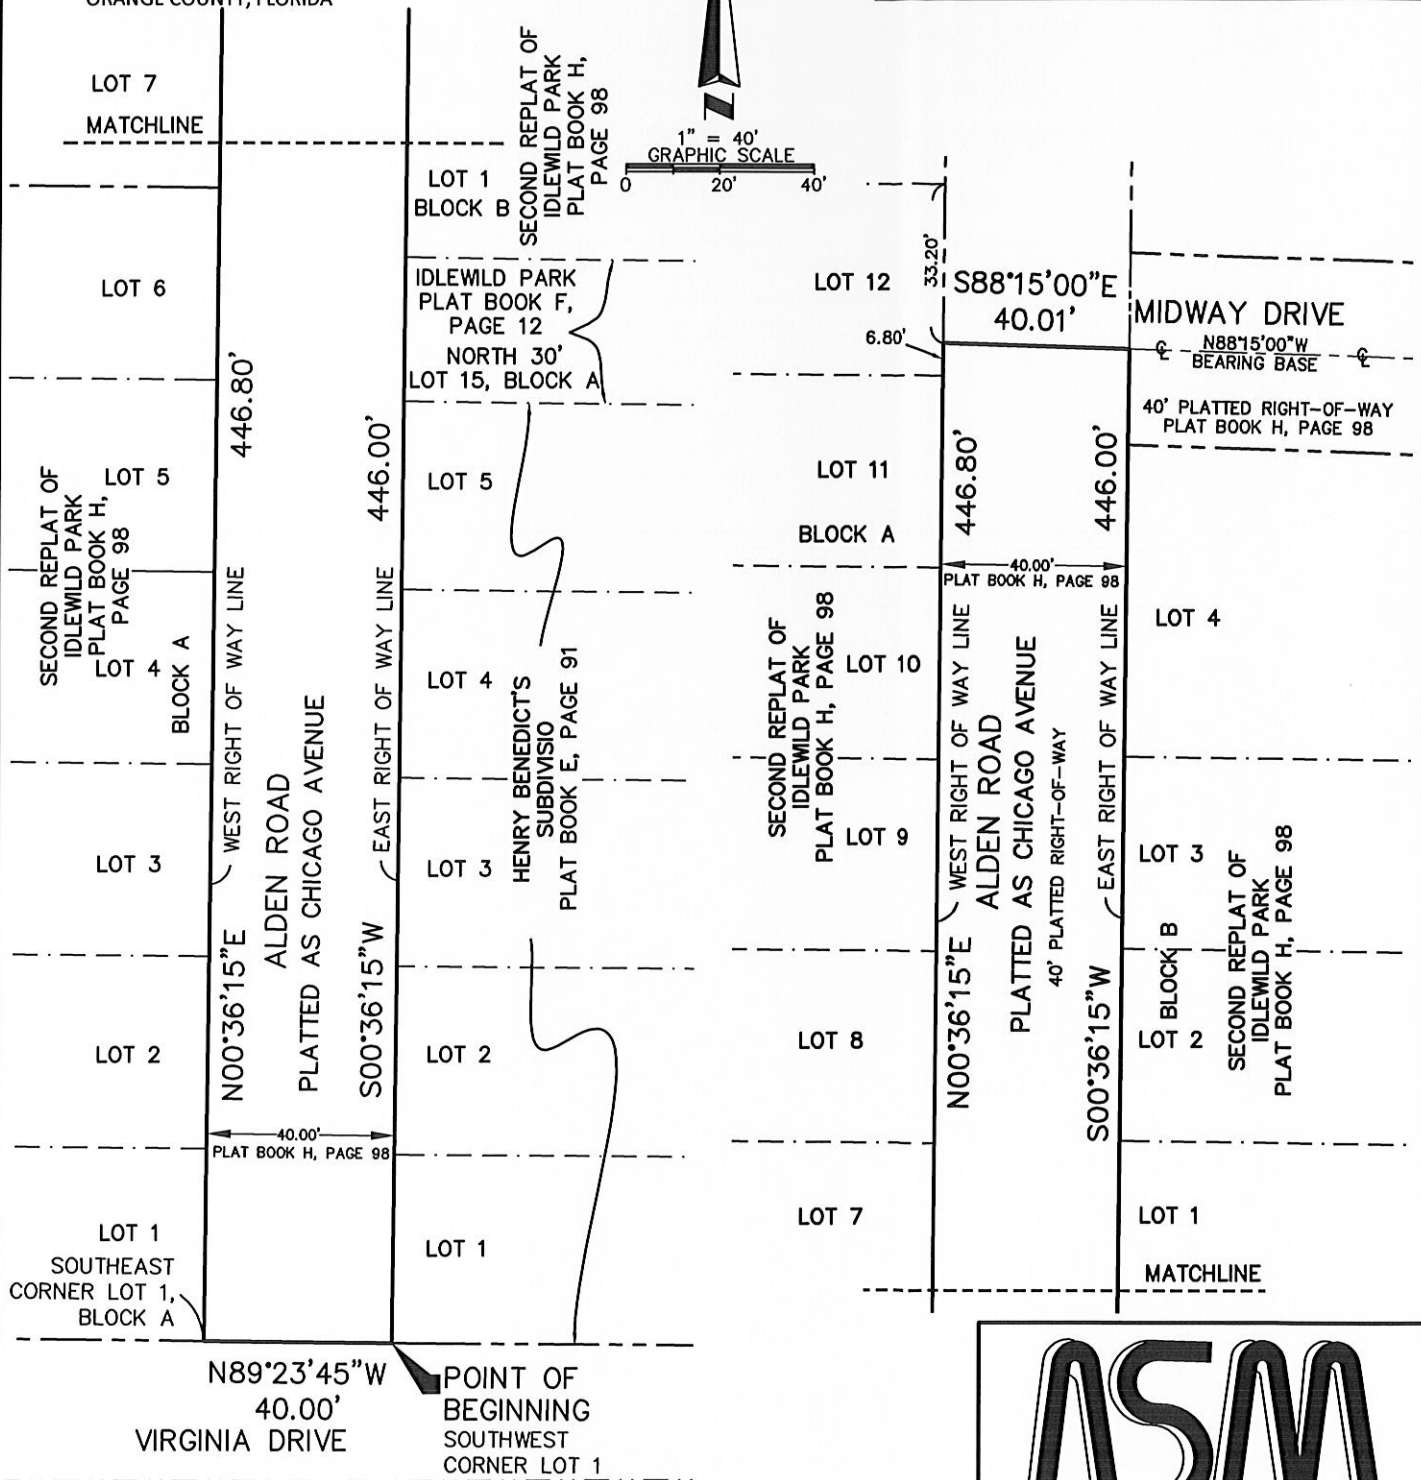 ORANGE COUNTY, FLORIDA
LOT 7
MATCHLINE
SECOND REPLAT OF
IDLEWILD PARK
PLAT BOOK H,
PAGE 98
LOT 1
BLOCK B
1" = 40'
GRAPHIC SCALE
0 20' 40'
LOT 6
IDLEWILD PARK
PLAT BOOK F,
PAGE 12
NORTH 30'
LOT 15, BLOCK A
446.80'
446.00'
LOT 5
SECOND REPLAT OF
IDLEWILD PARK
PLAT BOOK H,
PAGE 98
LOT 5
LOT 4
BLOCK A
WEST RIGHT OF WAY LINE
EAST RIGHT OF WAY LINE
LOT 4
HENRY BENEDICT'S
SUBDIVISIO
PLAT BOOK E, PAGE 91
LOT 3
ALDEN ROAD
PLATTED AS CHICAGO AVENUE
LOT 3
N00°36'15"E
S00°36'15"W
LOT 2
LOT 2
40.00'
PLAT BOOK H, PAGE 98
LOT 1
SOUTHEAST
CORNER LOT 1,
BLOCK A
LOT 1
N89°23'45"W
40.00'
VIRGINIA DRIVE
POINT OF
BEGINNING
SOUTHWEST
CORNER LOT 1
LOT 12
33.20'
S88°15'00"E
40.01'
6.80'
MIDWAY DRIVE
℄ N88°15'00"W ℄
BEARING BASE
40' PLATTED RIGHT-OF-WAY
PLAT BOOK H, PAGE 98
LOT 11
BLOCK A
446.80'
446.00'
40.00'
PLAT BOOK H, PAGE 98
LOT 4
SECOND REPLAT OF
IDLEWILD PARK
PLAT BOOK H, PAGE 98
LOT 10
WEST RIGHT OF WAY LINE
ALDEN ROAD
PLATTED AS CHICAGO AVENUE
40' PLATTED RIGHT-OF-WAY
EAST RIGHT OF WAY LINE
LOT 9
LOT 3
SECOND REPLAT OF
IDLEWILD PARK
PLAT BOOK H, PAGE 98
BLOCK B
N00°36'15"E
S00°36'15"W
LOT 8
LOT 2
LOT 7
LOT 1
MATCHLINE
ASM